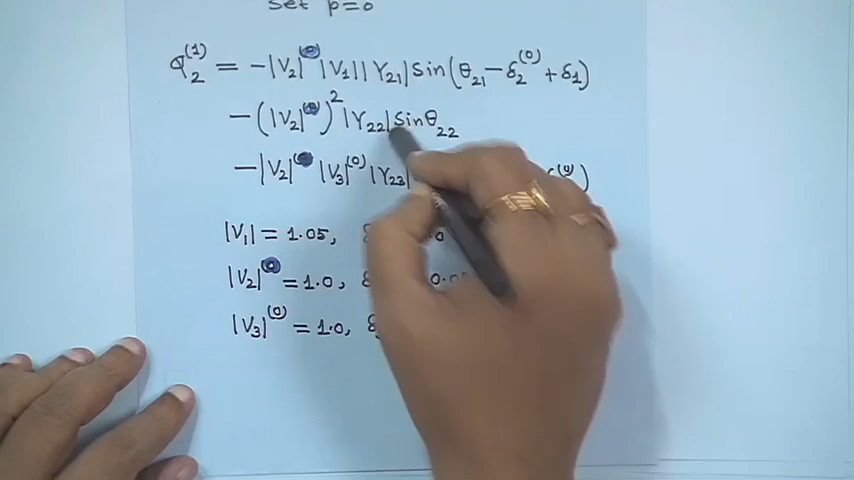 set p=0
Q₂⁽¹⁾ = -|V₂|⁽⁰⁾ |V₁||Y₂₁| sin(θ₂₁ - δ₂⁽⁰⁾ + δ₁)
-(|V₂|⁽⁰⁾)² |Y₂₂| sinθ₂₂
-|V₂|⁽⁰⁾ |V₃|⁽⁰⁾ |Y₂₃| ⁽⁰⁾)
|V₁| = 1.05,
|V₂|⁽⁰⁾ = 1.0,
|V₃|⁽⁰⁾ = 1.0,